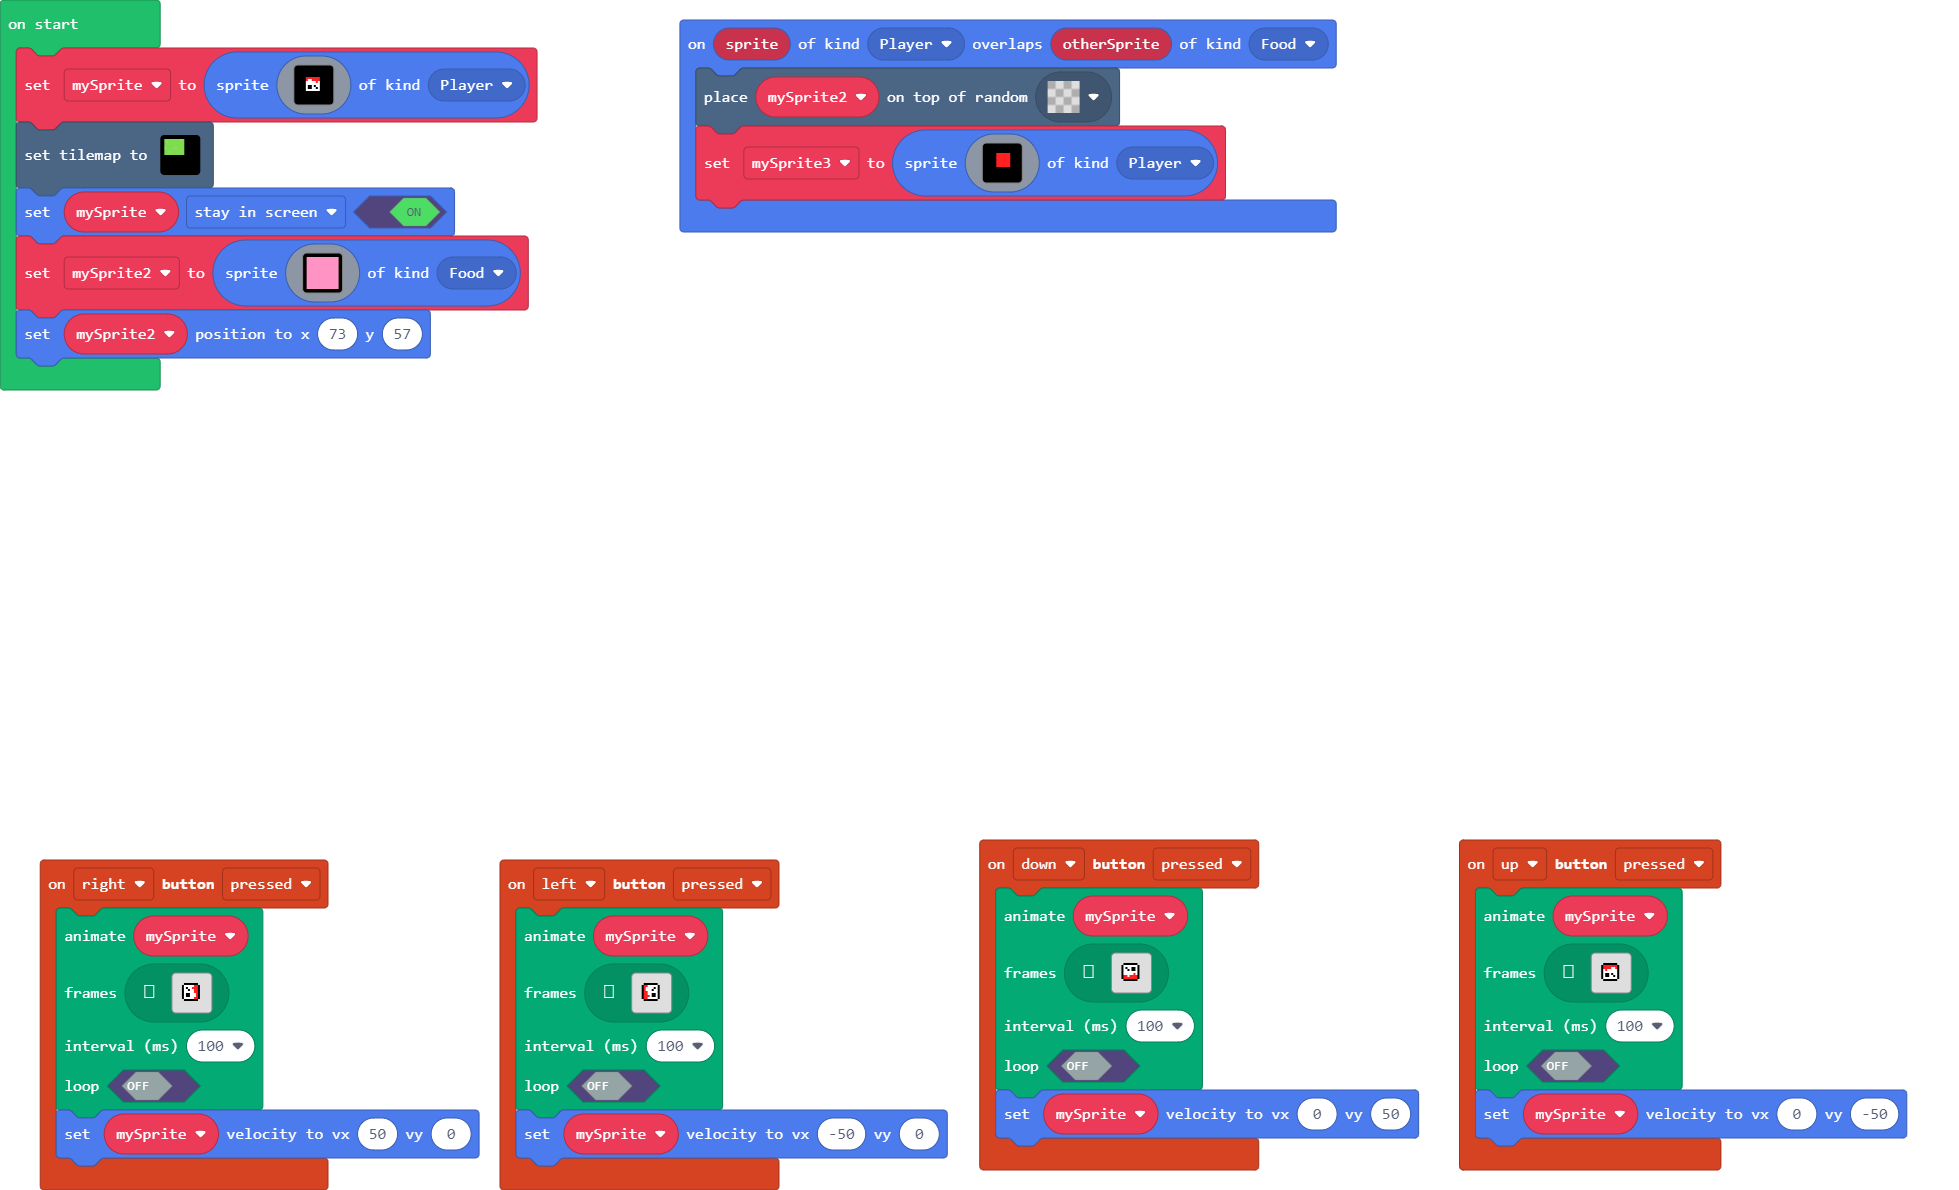 on start
set mySprite to sprite of kind Player
set tilemap to
set mySprite stay in screen ON
set mySprite2 to sprite of kind Food
set mySprite2 position to x 73 y 57
on sprite of kind Player overlaps otherSprite of kind Food
place mySprite2 on top of random
set mySprite3 to sprite of kind Player
on right button pressed
animate mySprite
frames
interval (ms) 100
loop OFF
set mySprite velocity to vx 50 vy 0
on left button pressed
animate mySprite
frames
interval (ms) 100
loop OFF
set mySprite velocity to vx -50 vy 0
on down button pressed
animate mySprite
frames
interval (ms) 100
loop OFF
set mySprite velocity to vx 0 vy 50
on up button pressed
animate mySprite
frames
interval (ms) 100
loop OFF
set mySprite velocity to vx 0 vy -50